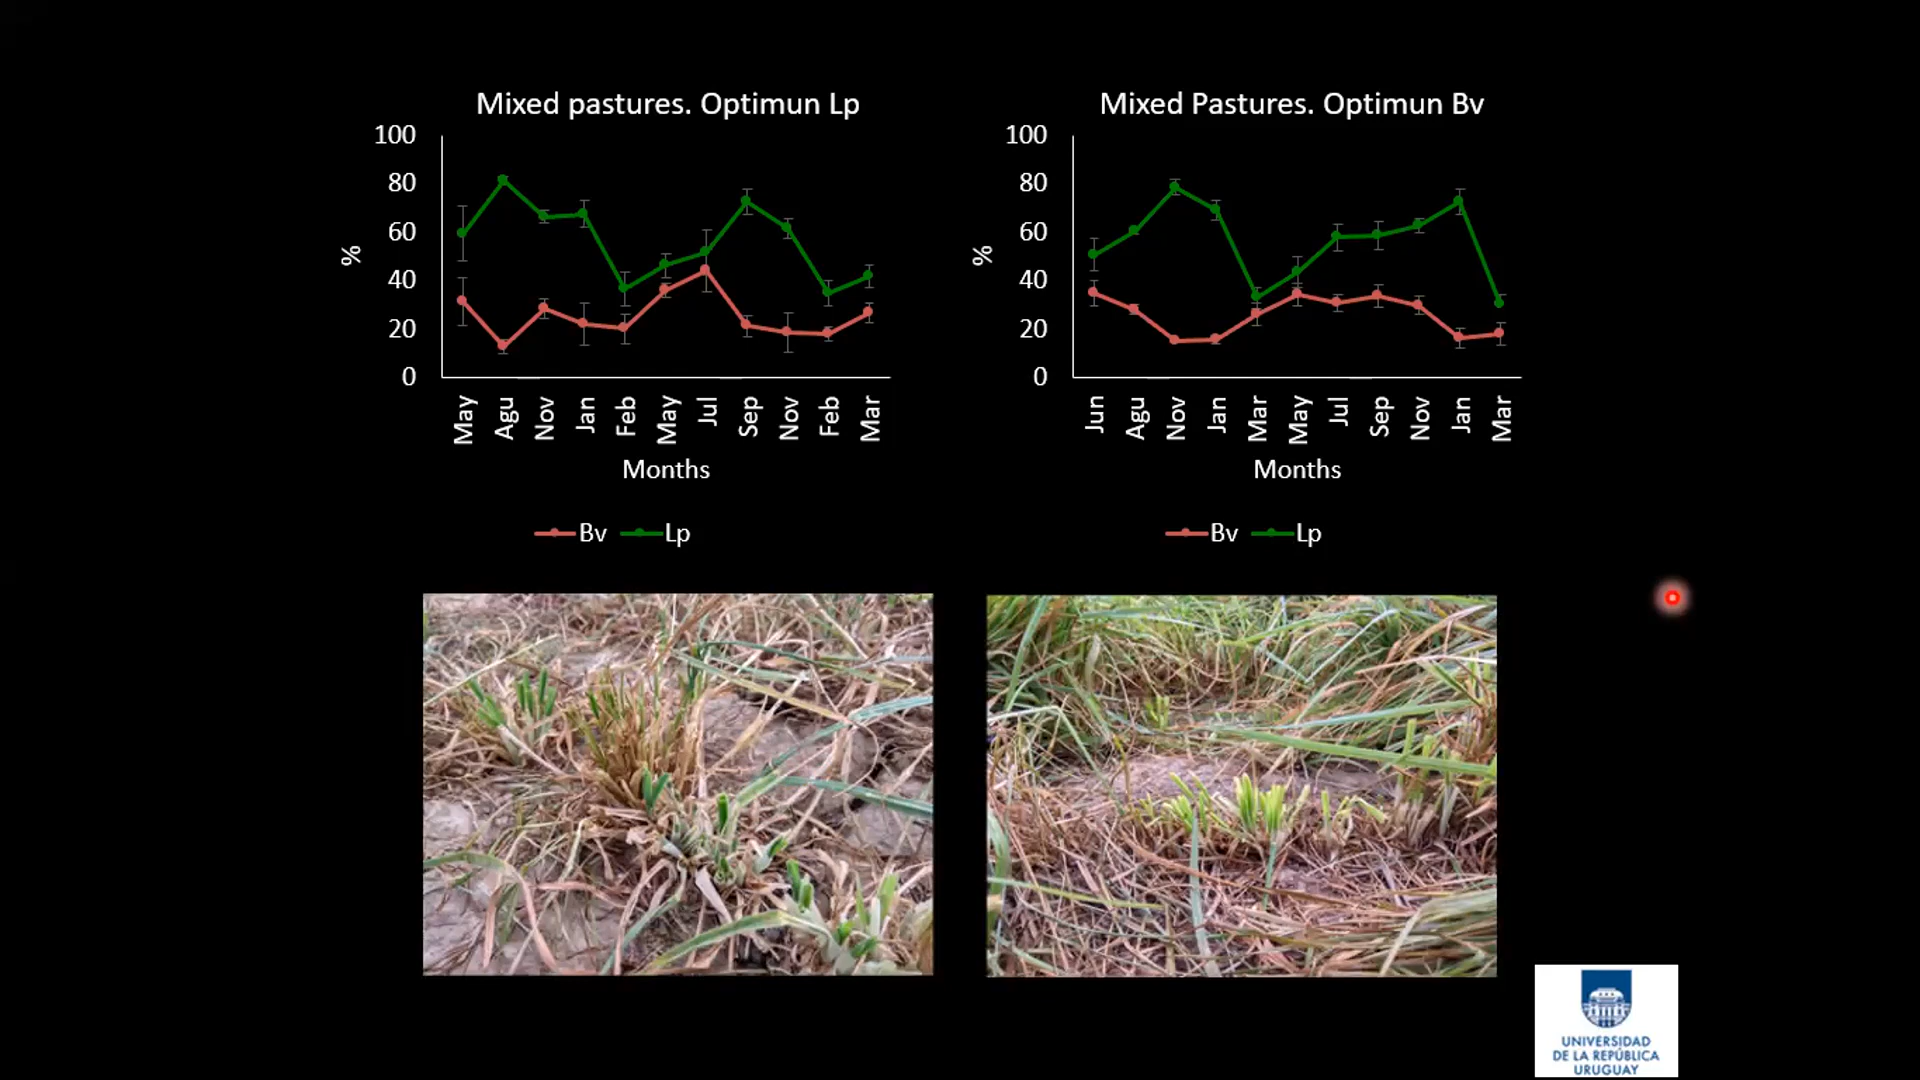 Mixed pastures. Optimun Lp
100
80
60
40
20
0
%
May Agu Nov Jan Feb May Jul Sep Nov Feb Mar
Months
Bv Lp
Mixed Pastures. Optimun Bv
100
80
60
40
20
0
%
Jun Agu Nov Jan Mar May Jul Sep Nov Jan Mar
Months
Bv Lp
UNIVERSIDAD
DE LA REPÚBLICA
URUGUAY